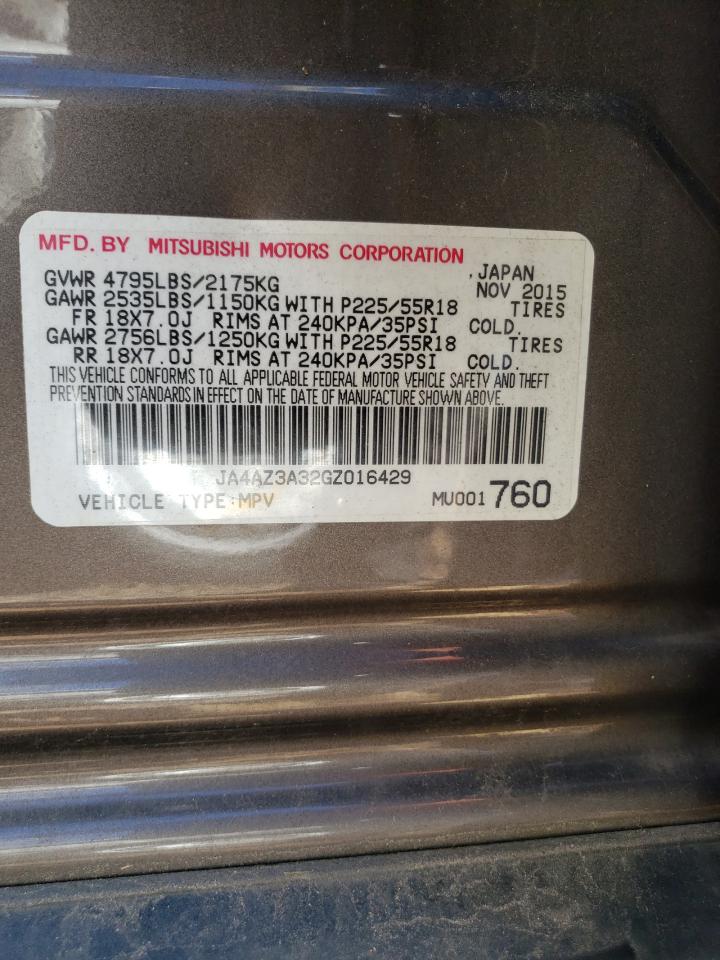 MFD. BY MITSUBISHI MOTORS CORPORATION
, JAPAN
GVWR 4795LBS/2175KG NOV 2015
GAWR 2535LBS/1150KG WITH P225/55R18 TIRES
FR 18X7.0J RIMS AT 240KPA/35PSI COLD.
GAWR 2756LBS/1250KG WITH P225/55R18 TIRES
RR 18X7.0J RIMS AT 240KPA/35PSI COLD.
THIS VEHICLE CONFORMS TO ALL APPLICABLE FEDERAL MOTOR VEHICLE SAFETY AND THEFT
PREVENTION STANDARDS IN EFFECT ON THE DATE OF MANUFACTURE SHOWN ABOVE.
JA4AZ3A32GZ016429
VEHICLE TYPE:MPV MU001760